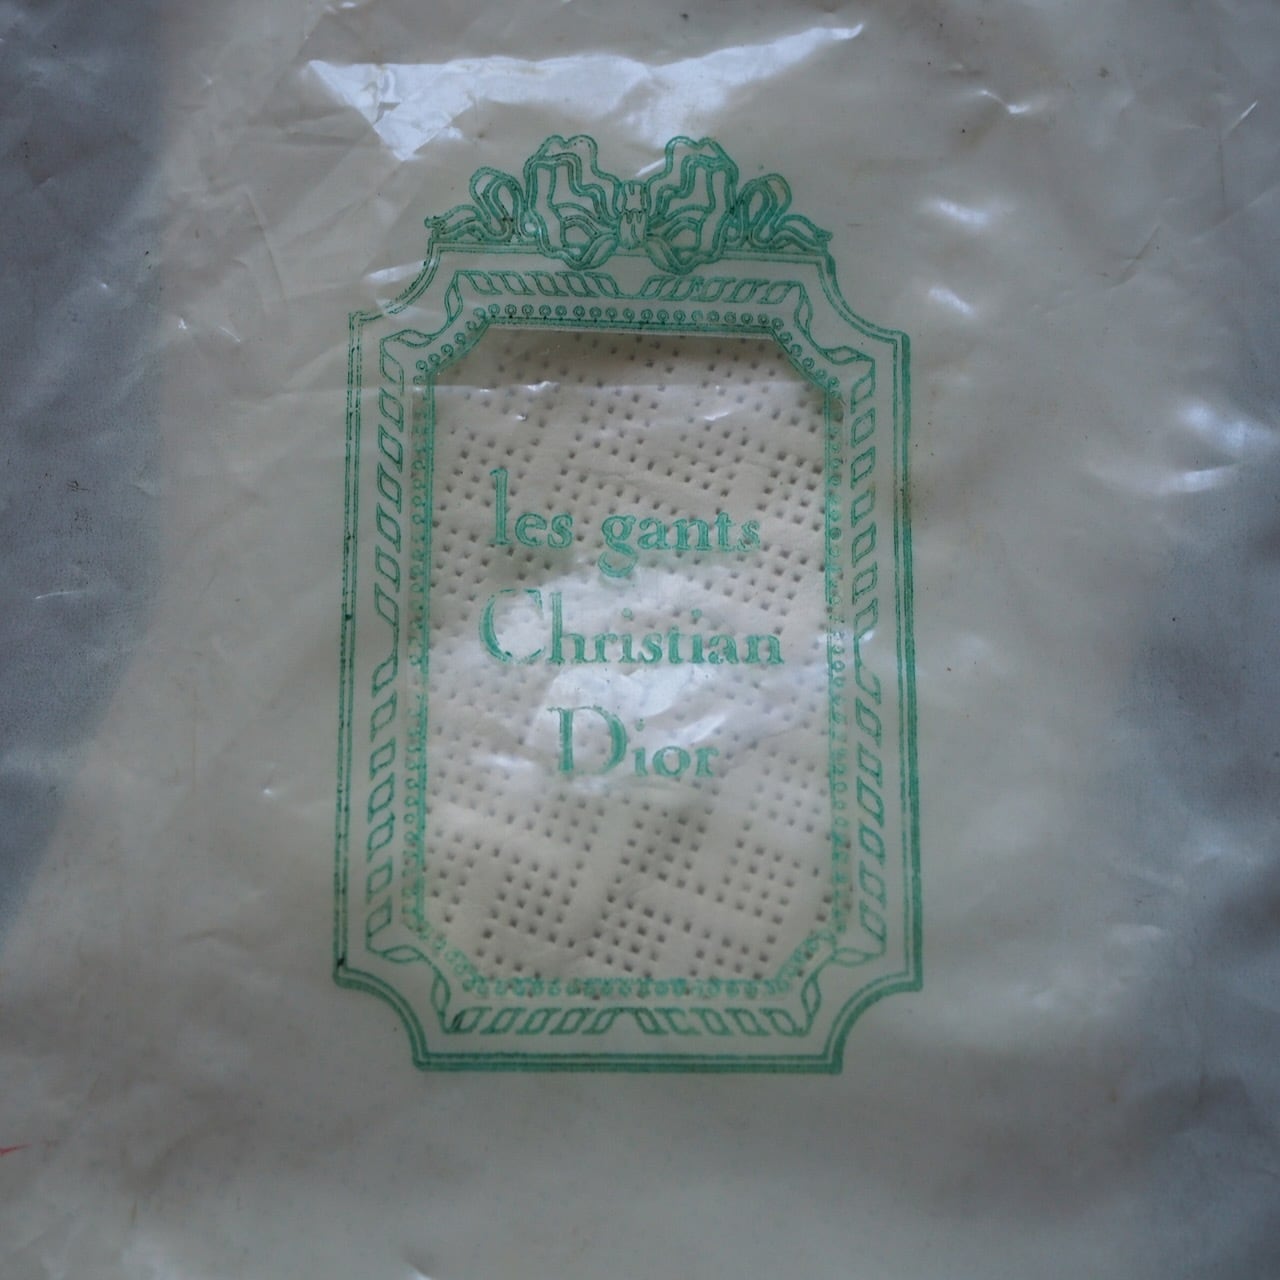 les gants
Christian
Dior